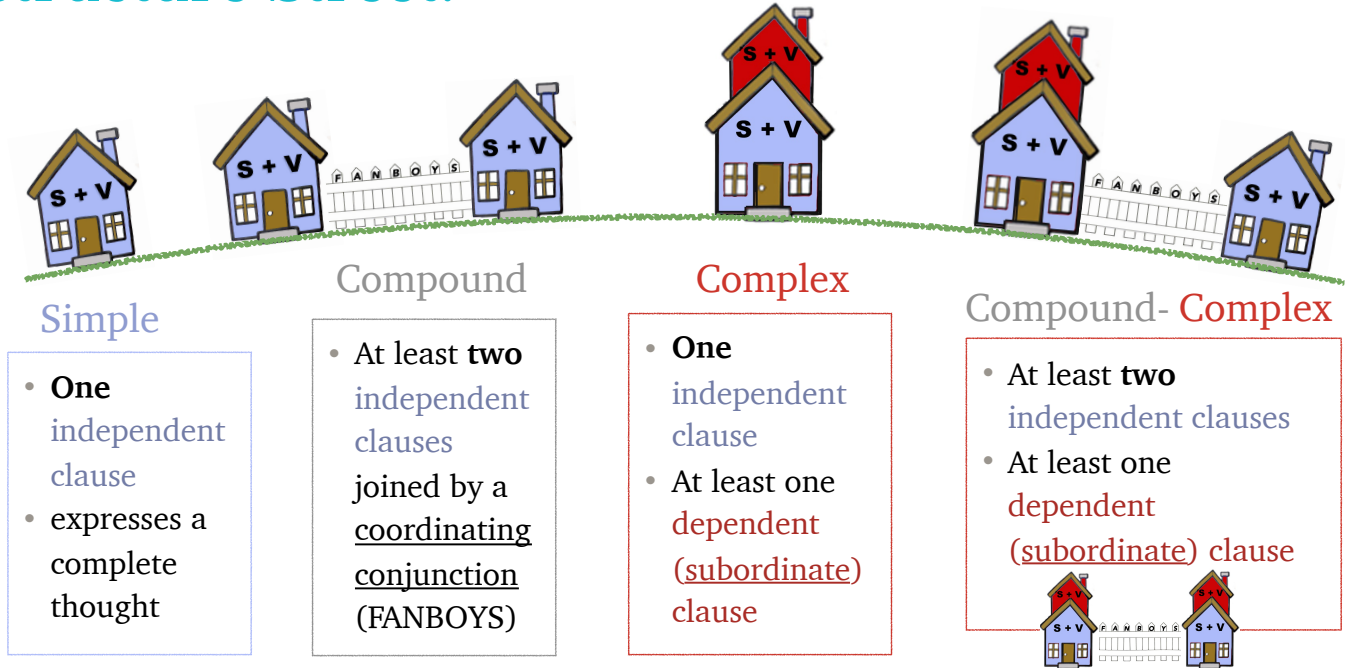 S + V
S + V
F A N B O Y S
S + V
S + V
S + V
S + V
S + V
F A N B O Y S
S + V
Simple
• One
independent
clause
• expresses a
complete
thought
Compound
• At least two
independent
clauses
joined by a
coordinating
conjunction
(FANBOYS)
Complex
• One
independent
clause
• At least one
dependent
(subordinate)
clause
Compound- Complex
• At least two
independent clauses
• At least one
dependent
(subordinate) clause
S + V
S + V
F A N B O Y S
S + V
S + V